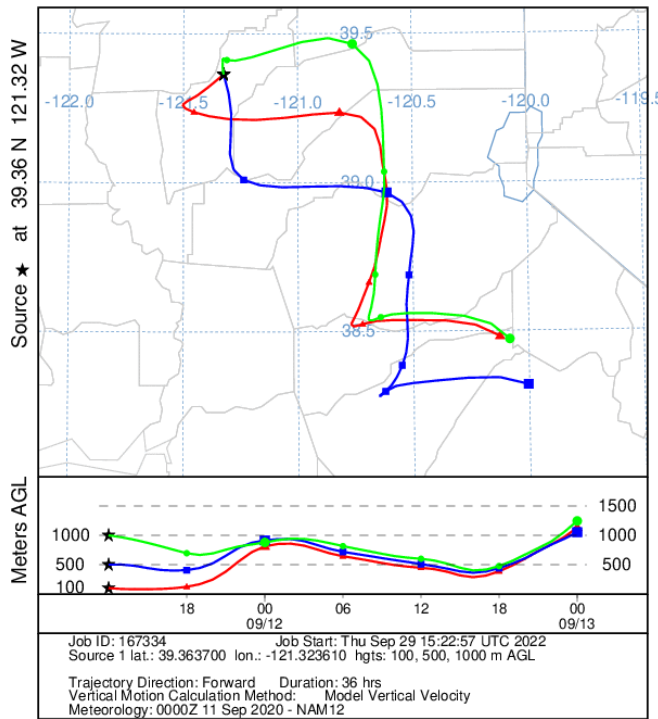 39.5
-122.0 -121.5 -121.0 -120.5 -120.0 -119.5
39.0
38.5
Source ★ at 39.36 N 121.32 W
Meters AGL
1500
1000 1000
500 500
100
18 00 06 12 18 00
09/12 09/13
Job ID: 167334 Job Start: Thu Sep 29 15:22:57 UTC 2022
Source 1 lat.: 39.363700 lon.: -121.323610 hgts: 100, 500, 1000 m AGL
Trajectory Direction: Forward Duration: 36 hrs
Vertical Motion Calculation Method: Model Vertical Velocity
Meteorology: 0000Z 11 Sep 2020 - NAM12